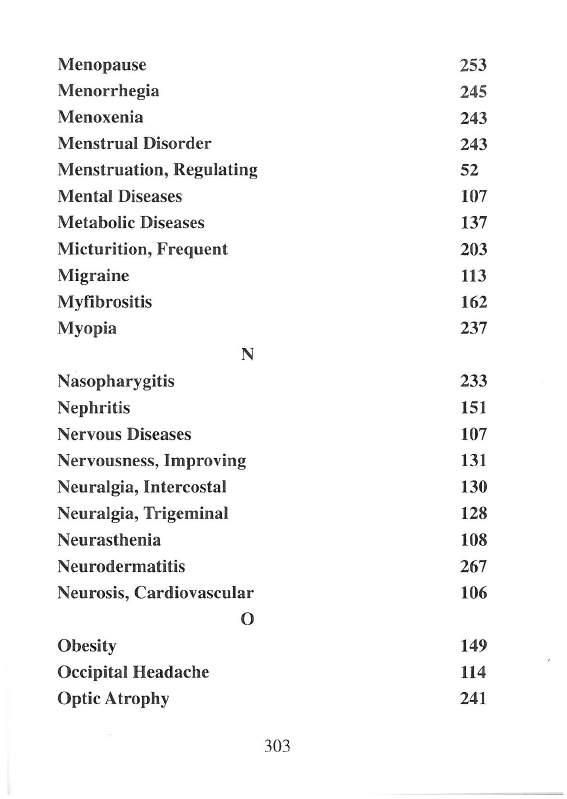 Menopause 253
Menorrhegia 245
Menoxenia 243
Menstrual Disorder 243
Menstruation, Regulating 52
Mental Diseases 107
Metabolic Diseases 137
Micturition, Frequent 203
Migraine 113
Myfibrositis 162
Myopia 237
N
Nasopharygitis 233
Nephritis 151
Nervous Diseases 107
Nervousness, Improving 131
Neuralgia, Intercostal 130
Neuralgia, Trigeminal 128
Neurasthenia 108
Neurodermatitis 267
Neurosis, Cardiovascular 106
O
Obesity 149
Occipital Headache 114
Optic Atrophy 241
303